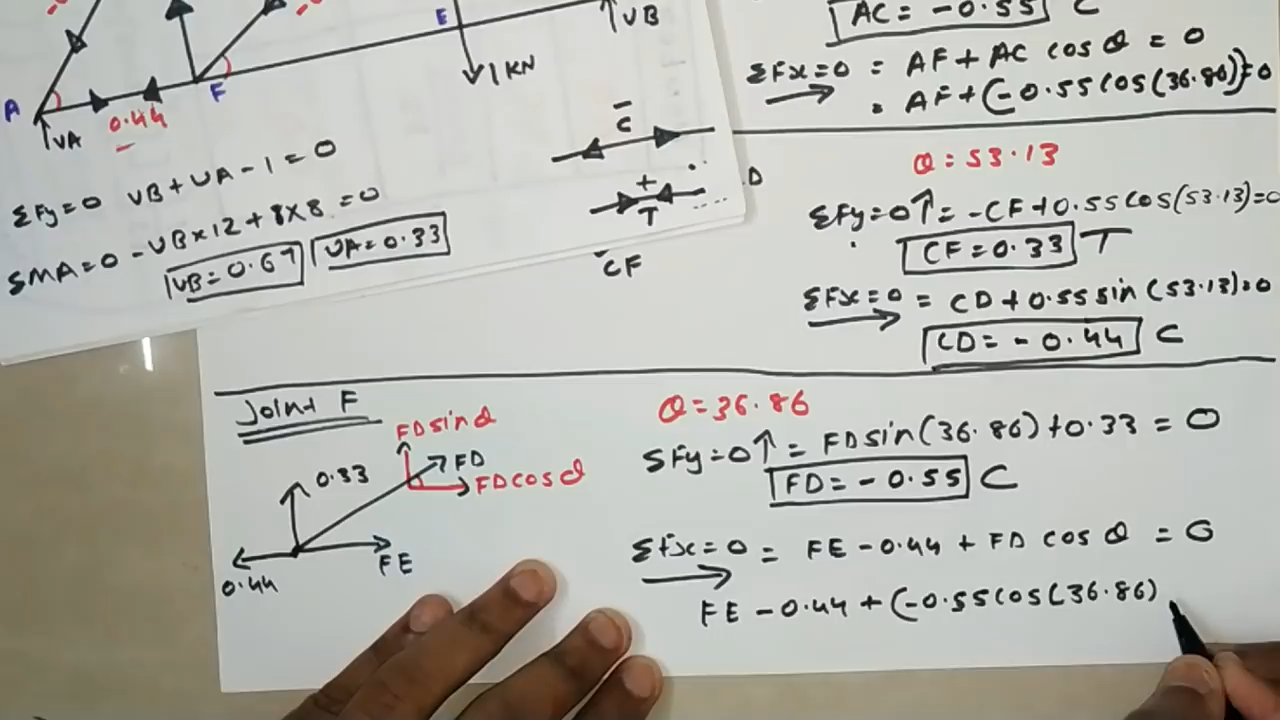 AC = -0.55 C
ΣFx=0 = AF + AC cos θ = 0
= AF + (-0.55 cos(36.86)) = 0
E
VB
1 KN
A
F
VA
0.44
C
+
T
ΣFy=0 VB + VA - 1 = 0
ΣMA=0 - VB×12 + 8×8 = 0
VB = 0.67 VA = 0.33
D
CF
θ = 53.13
ΣFy=0↑ = -CF + 0.55 cos(53.13) = 0
CF = 0.33 T
ΣFx=0 = CD + 0.55 sin(53.13) = 0
CD = - 0.44 C
Joint F
FD sin θ
FD
FD cos θ
0.33
FE
0.44
θ = 36.86
ΣFy=0↑ = FD sin(36.86) + 0.33 = 0
FD = - 0.55 C
ΣFx=0 = FE - 0.44 + FD cos θ = 0
FE - 0.44 + (-0.55 cos(36.86)